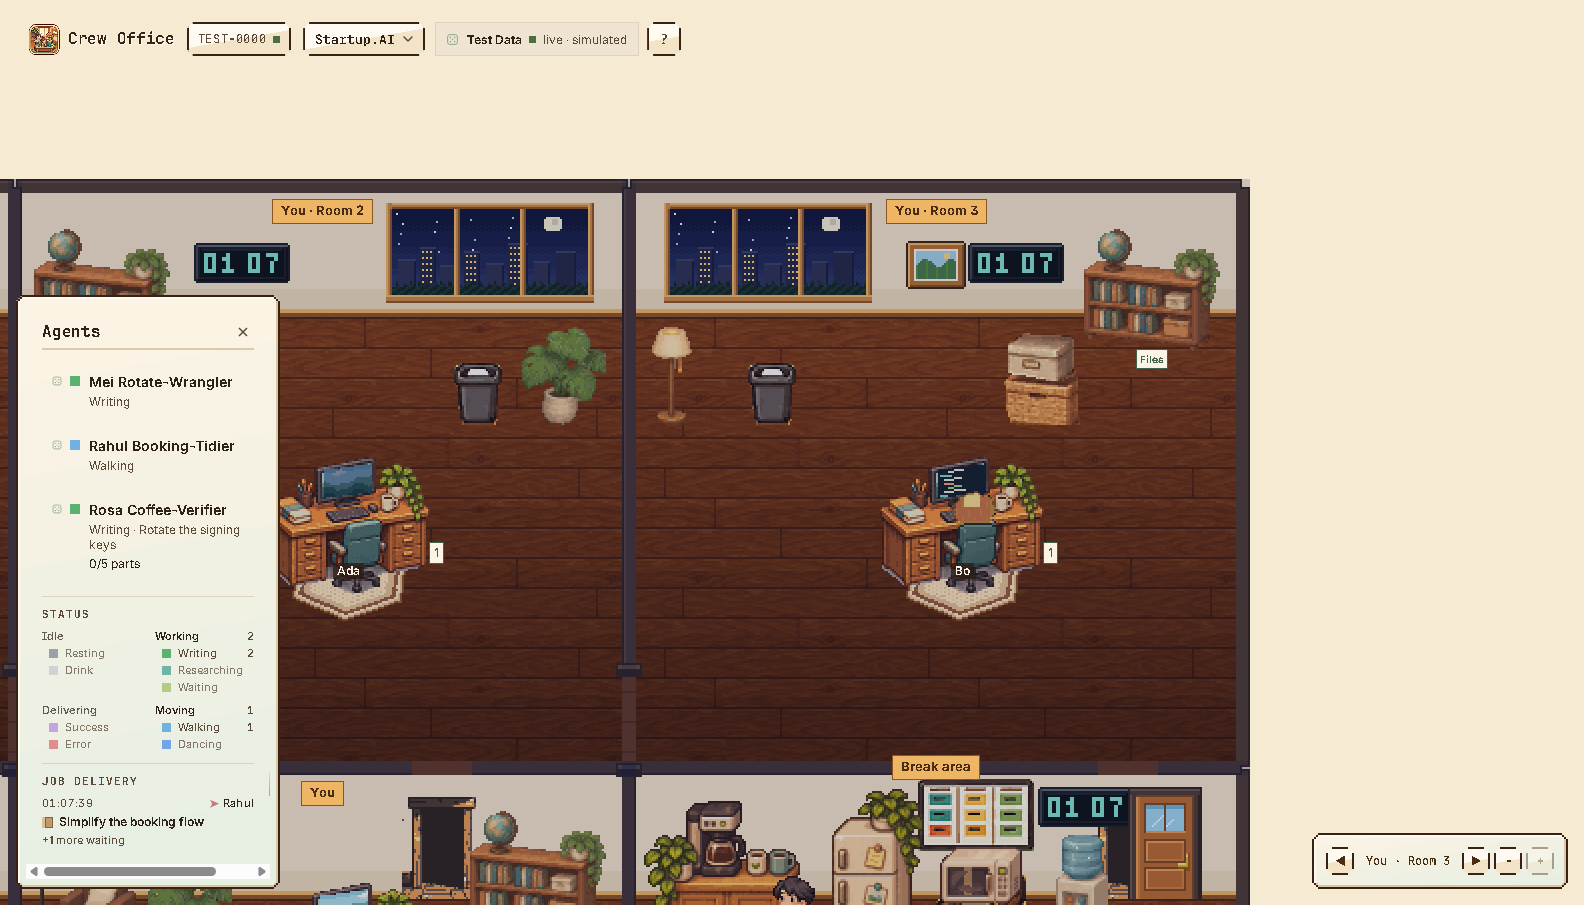 Crew Office
TEST-0000
Startup.AI
Test Data
live · simulated
?
You · Room 2
01 07
You · Room 3
01 07
Files
Agents
Mei Rotate-Wrangler
Writing
Rahul Booking-Tidier
Walking
Rosa Coffee-Verifier
Writing · Rotate the signing
keys
0/5 parts
1
Ada
1
Bo
STATUS
Idle
Resting
Drink
Working 2
Writing 2
Researching
Waiting
Delivering
Success
Error
Moving 1
Walking 1
Dancing
JOB DELIVERY
01:07:39
Rahul
Simplify the booking flow
+1 more waiting
You
Break area
01 07
You · Room 3
-
+